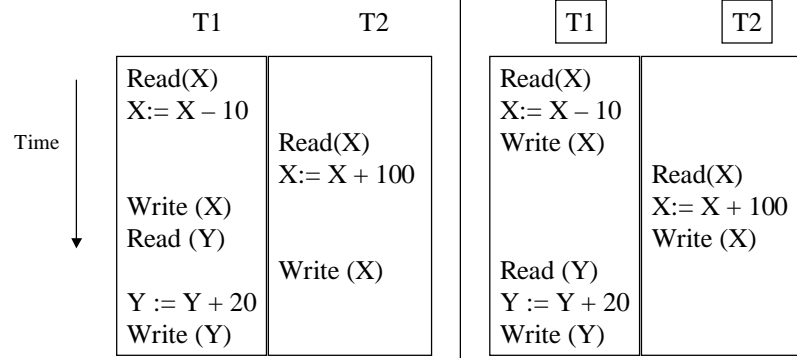 T1 T2
Read(X)
X:= X – 10
Read(X)
X:= X + 100
Write (X)
Read (Y)
Write (X)
Y := Y + 20
Write (Y)
Time
T1 T2
Read(X)
X:= X – 10
Write (X)
Read(X)
X:= X + 100
Write (X)
Read (Y)
Y := Y + 20
Write (Y)